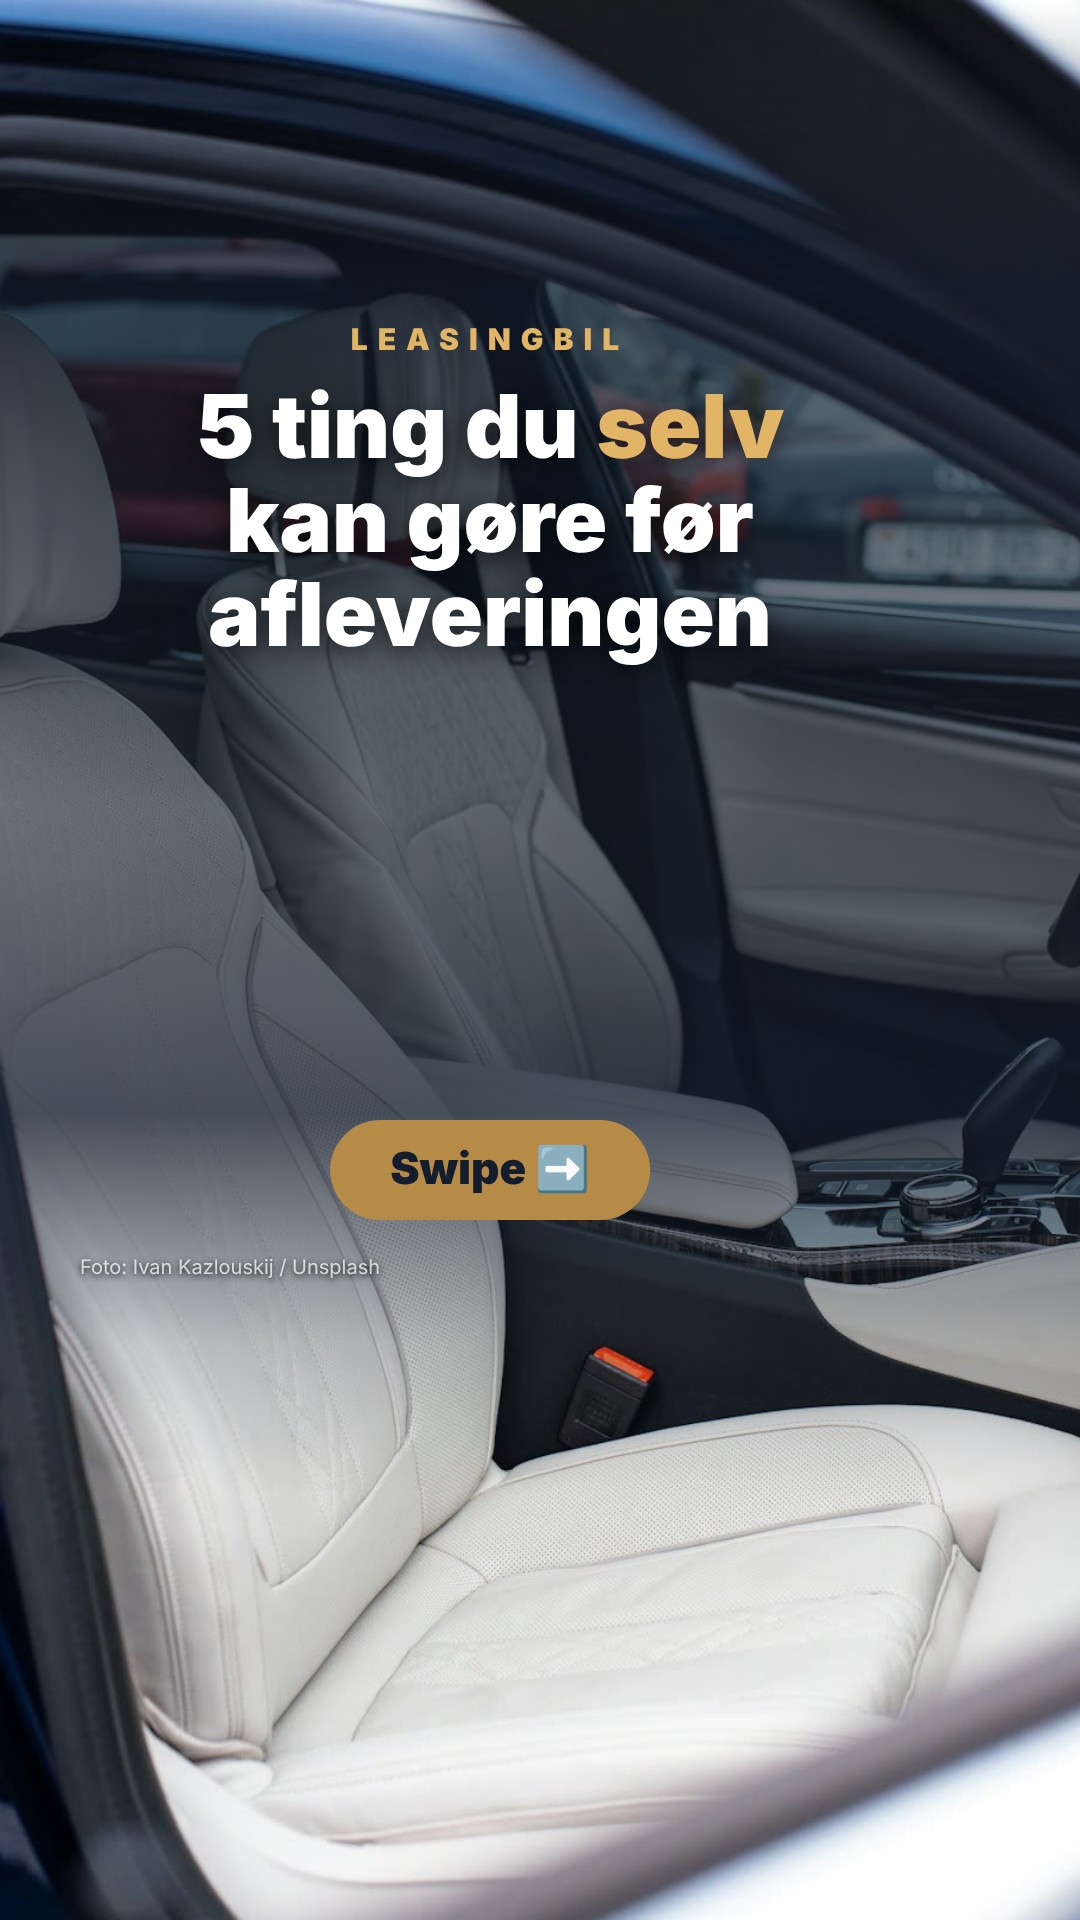 LEASINGBIL
5 ting du selv
kan gøre før
afleveringen
Swipe ➡️
Foto: Ivan Kazlouskij / Unsplash